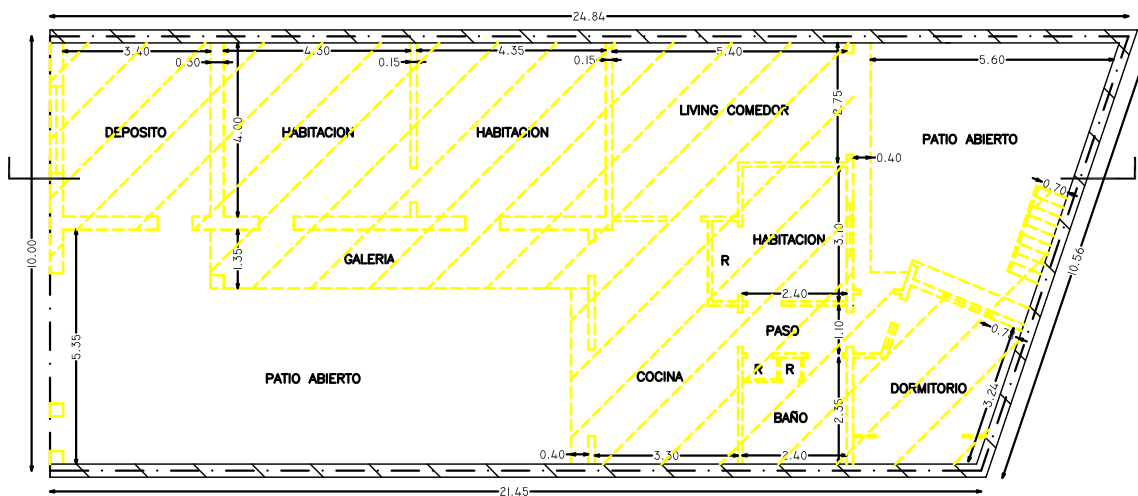 24.84
3.40
4.30
4.35
5.40
5.60
0.30
0.15
0.15
DEPOSITO
HABITACION
HABITACION
LIVING COMEDOR
PATIO ABIERTO
4.00
2.75
0.40
0.70
10.00
1.35
GALERIA
R
HABITACION
3.10
10.56
2.40
5.35
PATIO ABIERTO
COCINA
PASO
1.10
R
R
BAÑO
2.35
DORMITORIO
3.24
0.40
3.30
2.40
21.45